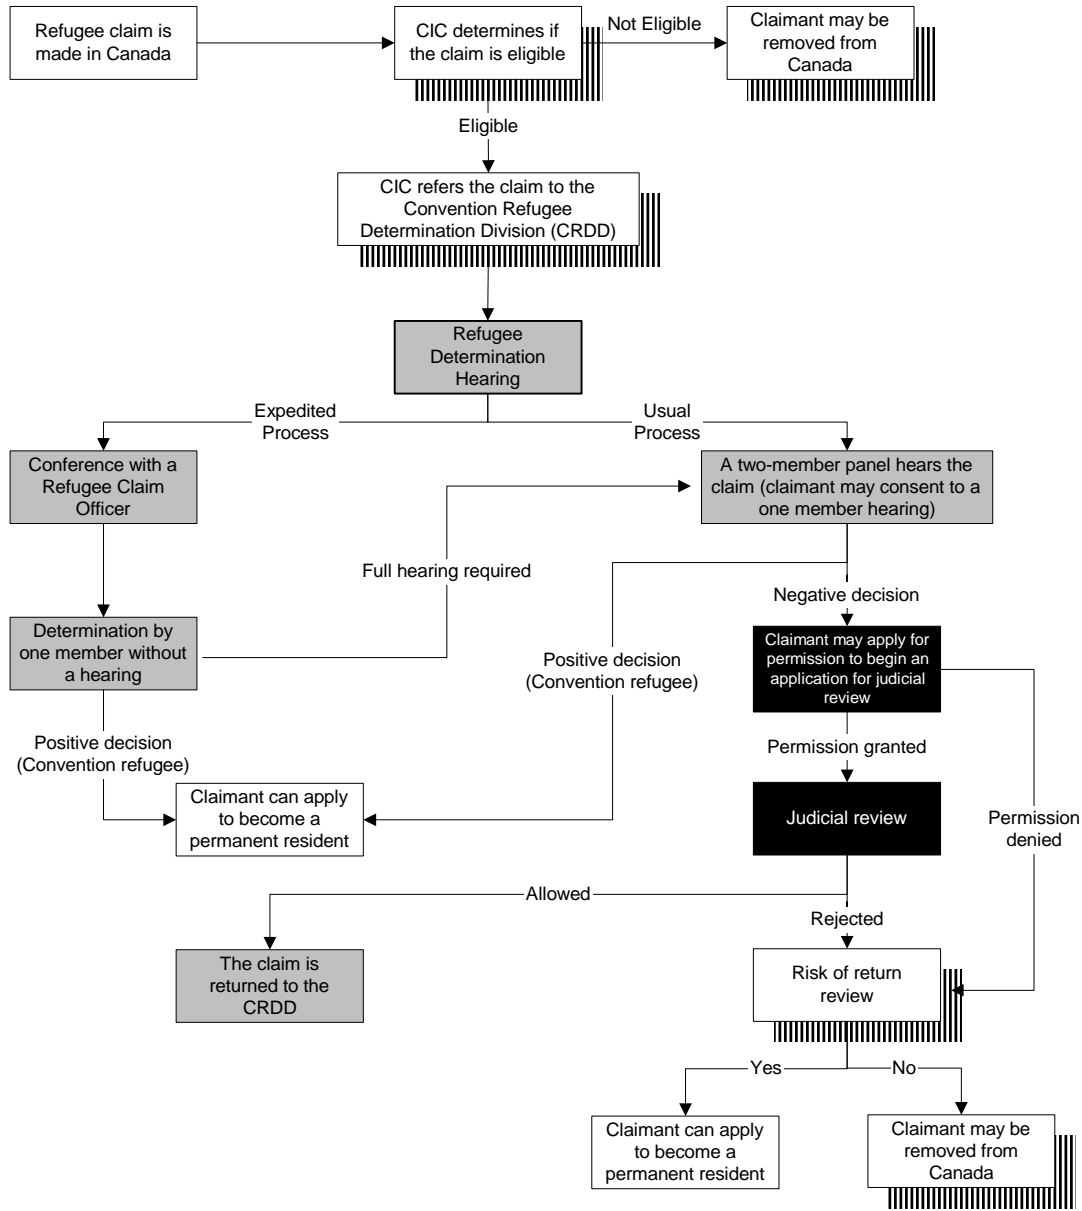 Refugee claim is
made in Canada
CIC determines if
the claim is eligible
Not Eligible
Claimant may be
removed from
Canada
Eligible
CIC refers the claim to the
Convention Refugee
Determination Division (CRDD)
Refugee
Determination
Hearing
Expedited
Process
Usual
Process
Conference with a
Refugee Claim
Officer
A two-member panel hears the
claim (claimant may consent to a
one member hearing)
Full hearing required
Negative decision
Determination by
one member without
a hearing
Claimant may apply for
permission to begin an
application for judicial
review
Positive decision
(Convention refugee)
Positive decision
(Convention refugee)
Permission granted
Claimant can apply
to become a
permanent resident
Judicial review
Permission
denied
Allowed
Rejected
The claim is
returned to the
CRDD
Risk of return
review
Yes
No
Claimant can apply
to become a
permanent resident
Claimant may be
removed from
Canada